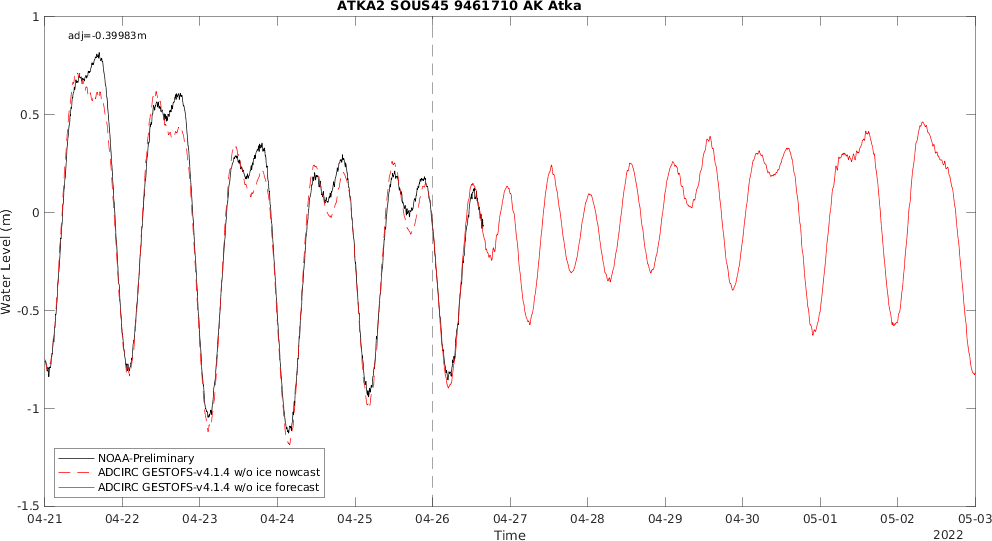 ATKA2 SOUS45 9461710 AK Atka
adj=-0.39983m
1
0.5
0
-0.5
-1
-1.5
Water Level (m)
NOAA-Preliminary
ADCIRC GESTOFS-v4.1.4 w/o ice nowcast
ADCIRC GESTOFS-v4.1.4 w/o ice forecast
04-21 04-22 04-23 04-24 04-25 04-26 04-27 04-28 04-29 04-30 05-01 05-02 05-03
Time
2022